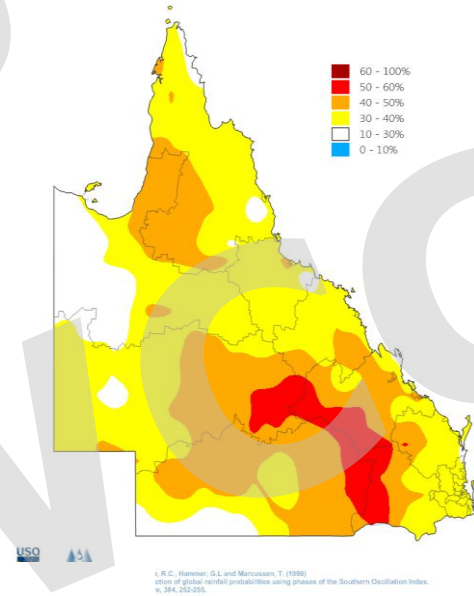 60 - 100%
50 - 60%
40 - 50%
30 - 40%
10 - 30%
0 - 10%
USQ
R.C., Hammer, G.L and Marcussen, T. (1996)
ction of global rainfall probabilities using phases of the Southern Oscillation Index.
384, 252-255.